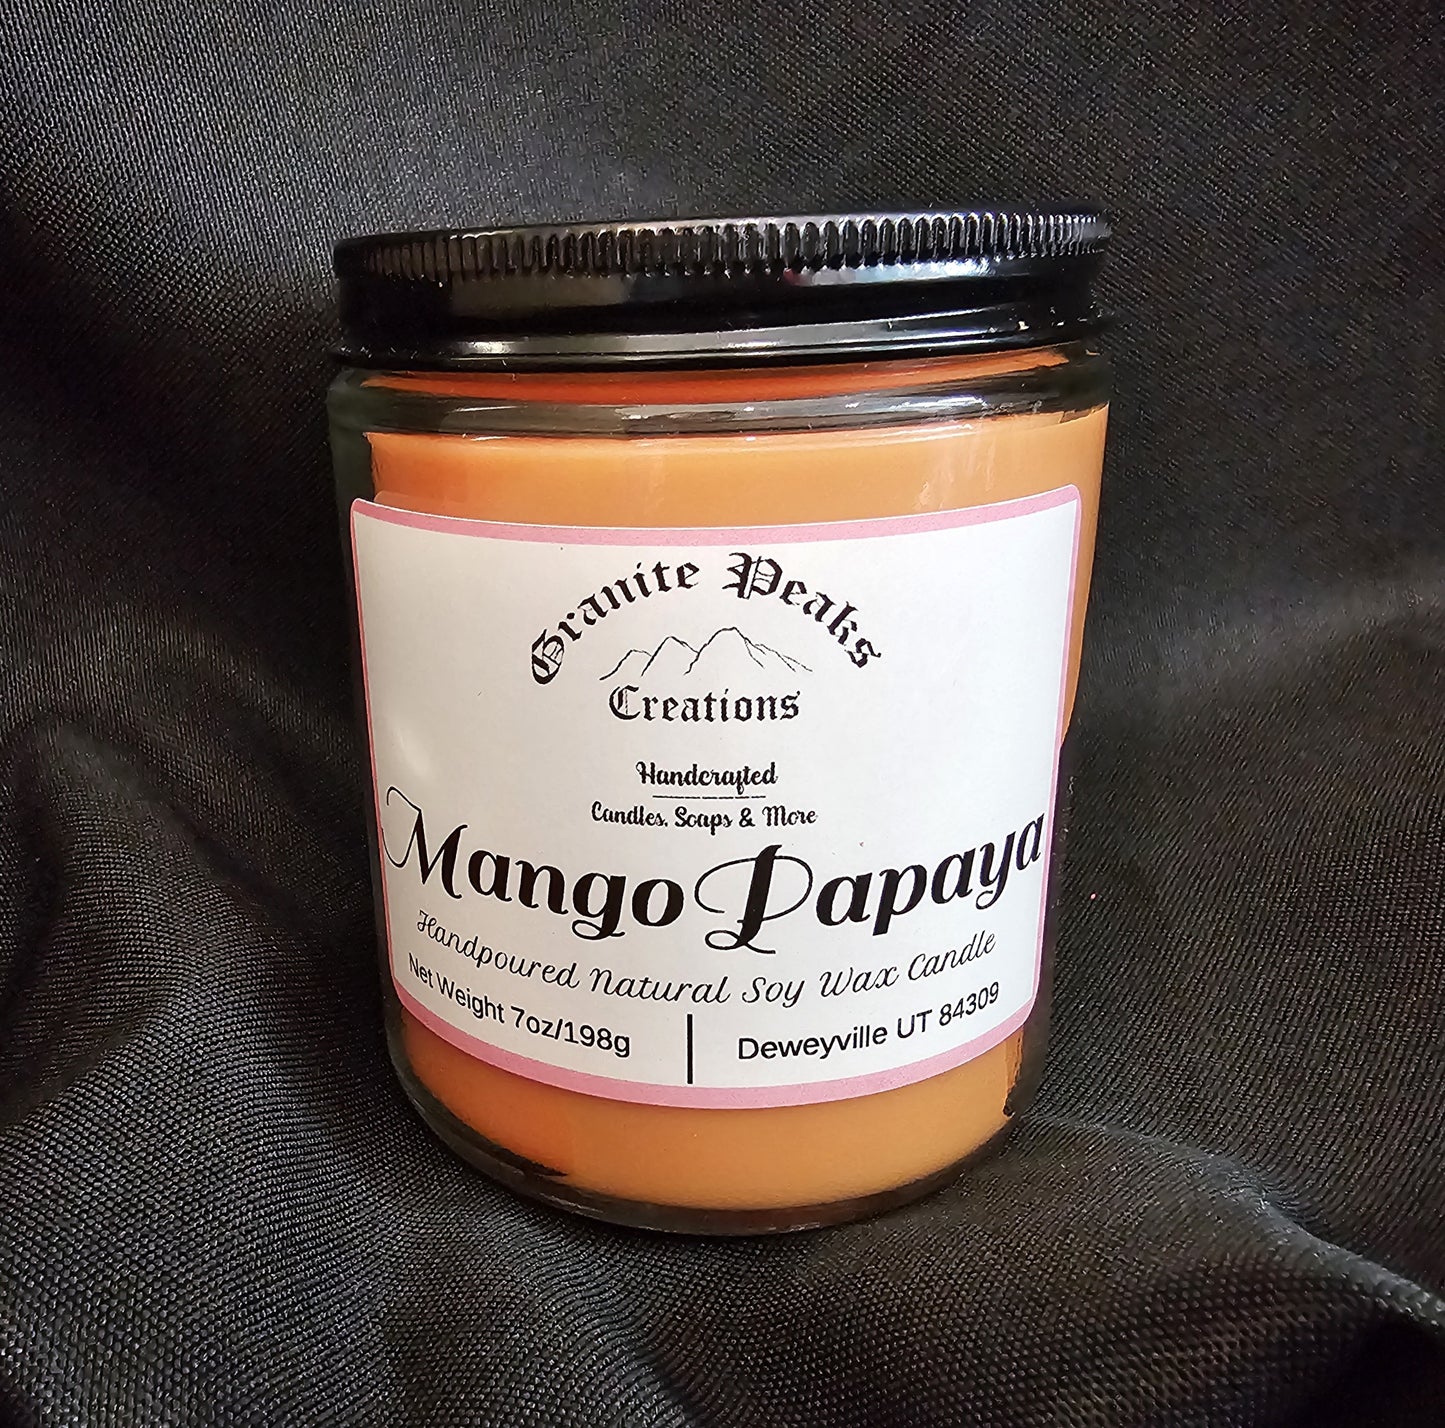 Granite Peaks
Creations
Handcrafted
Candles, Soaps & More
Mango Papaya
Handpoured Natural Soy Wax Candle
Net Weight 7oz/198g
Deweyville UT 84309